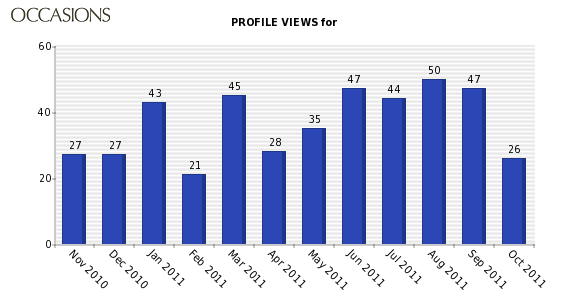 OCCASIONS
PROFILE VIEWS for
60
40
20
0
27
27
43
21
45
28
35
47
44
50
47
26
Nov 2010
Dec 2010
Jan 2011
Feb 2011
Mar 2011
Apr 2011
May 2011
Jun 2011
Jul 2011
Aug 2011
Sep 2011
Oct 2011